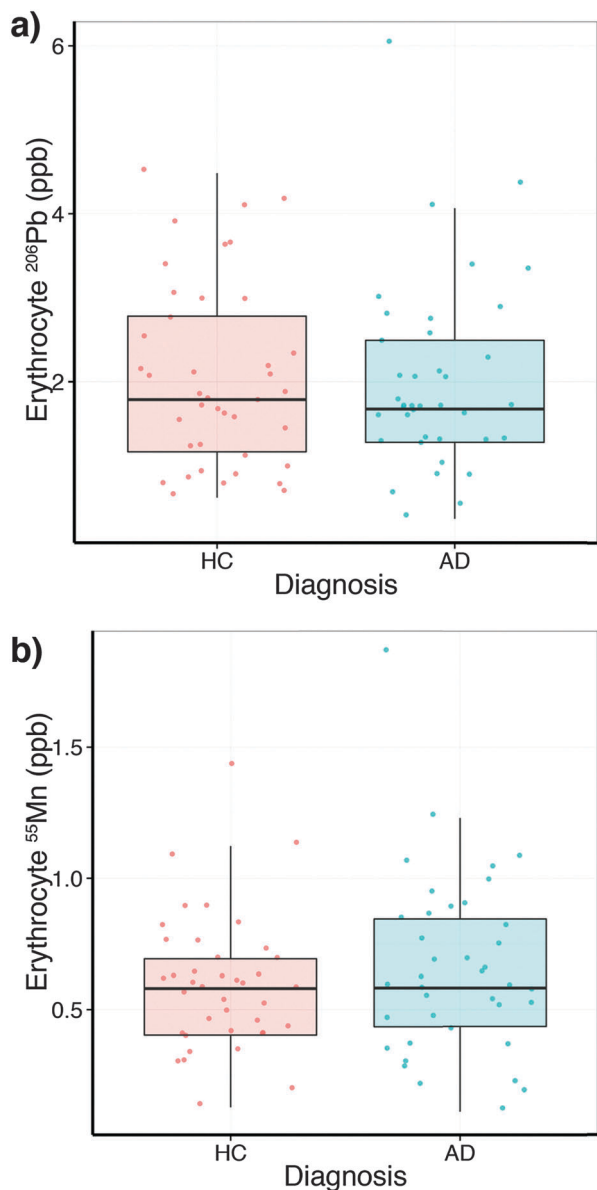 a)
Erythrocyte ²⁰⁶Pb (ppb)
6
4
2
HC
AD
Diagnosis
b)
Erythrocyte ⁵⁵Mn (ppb)
1.5
1.0
0.5
HC
AD
Diagnosis